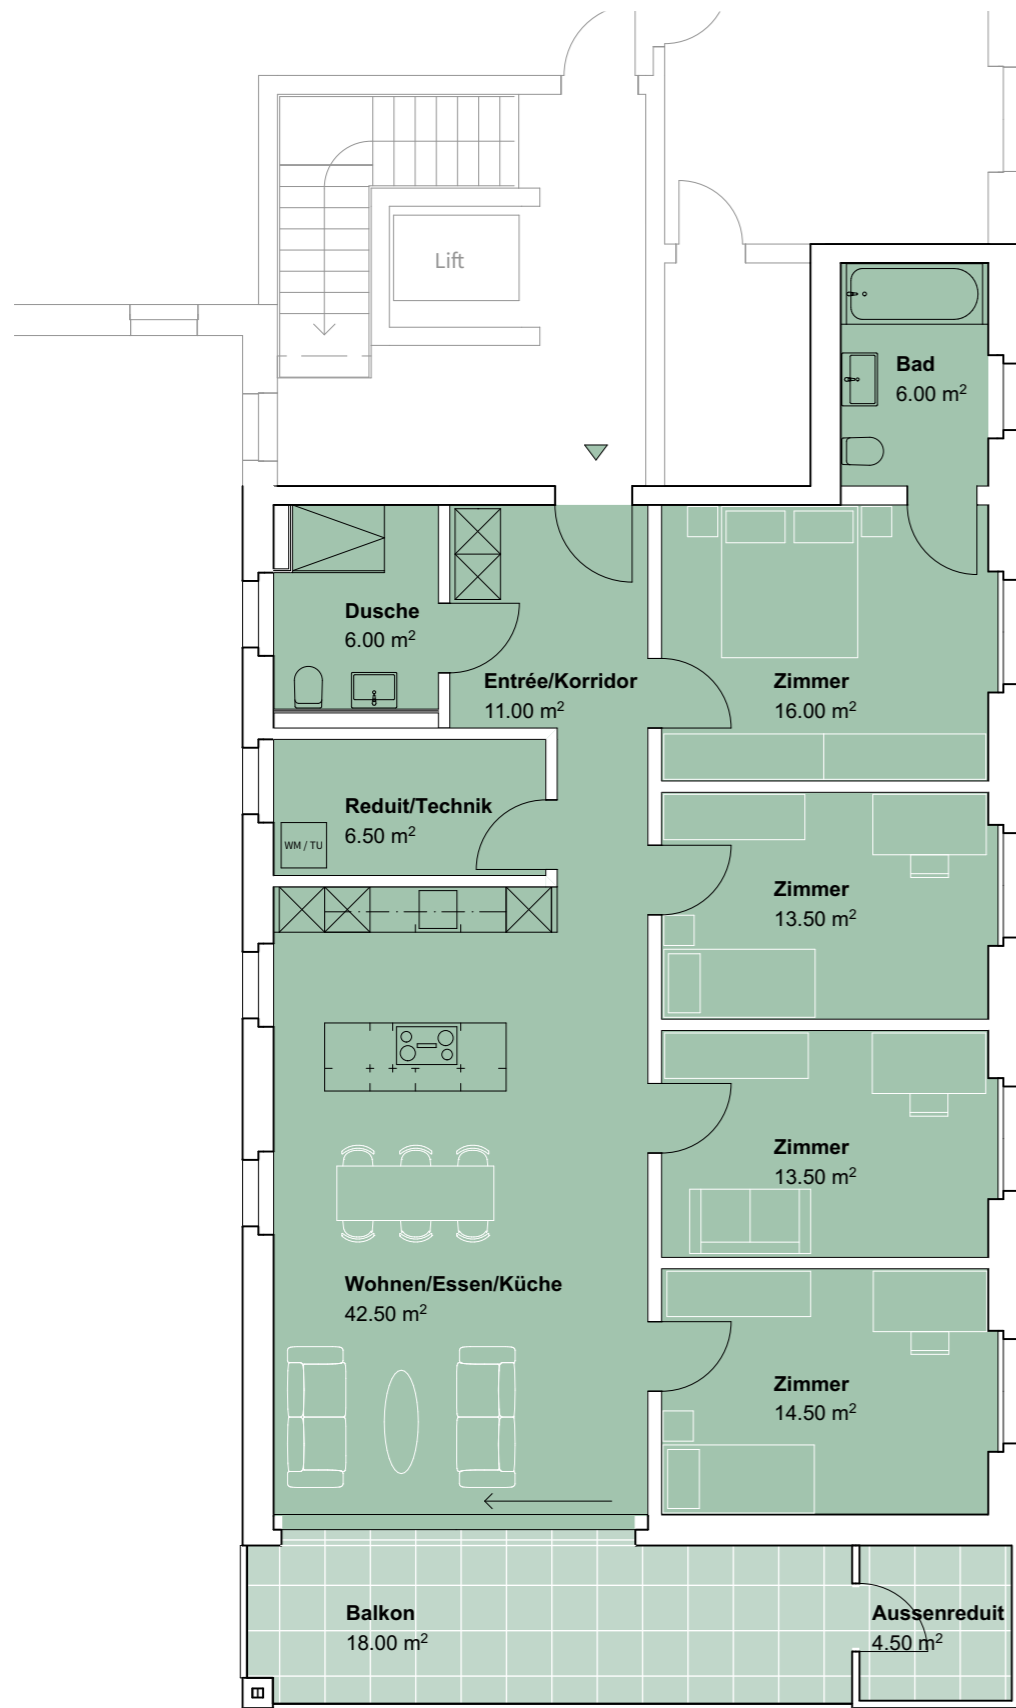 Lift
Bad
6.00 m²
Dusche
6.00 m²
Entrée/Korridor
11.00 m²
Zimmer
16.00 m²
Reduit/Technik
6.50 m²
WM / TU
Zimmer
13.50 m²
Zimmer
13.50 m²
Wohnen/Essen/Küche
42.50 m²
Zimmer
14.50 m²
Balkon
18.00 m²
Aussenreduit
4.50 m²